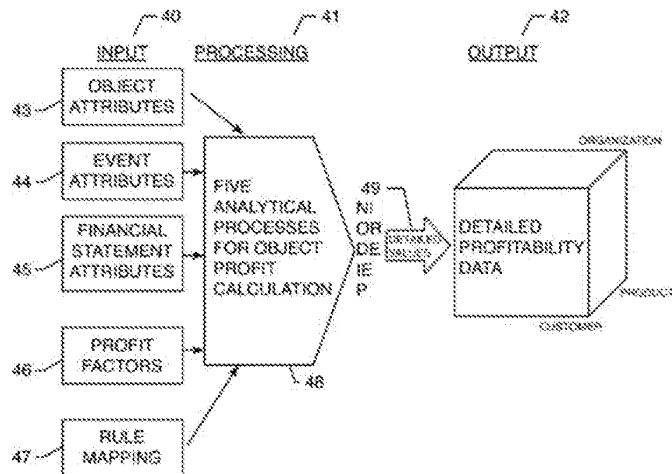 40
41
42
INPUT
PROCESSING
OUTPUT
43
OBJECT
ATTRIBUTES
44
EVENT
ATTRIBUTES
45
FINANCIAL
STATEMENT
ATTRIBUTES
46
PROFIT
FACTORS
47
RULE
MAPPING
FIVE
ANALYTICAL
PROCESSES
FOR OBJECT
PROFIT
CALCULATION
48
NI
OR
DE
IE
P
49
DETAILED
VALUES
DETAILED
PROFITABILITY
DATA
ORGANIZATION
PRODUCT
CUSTOMER